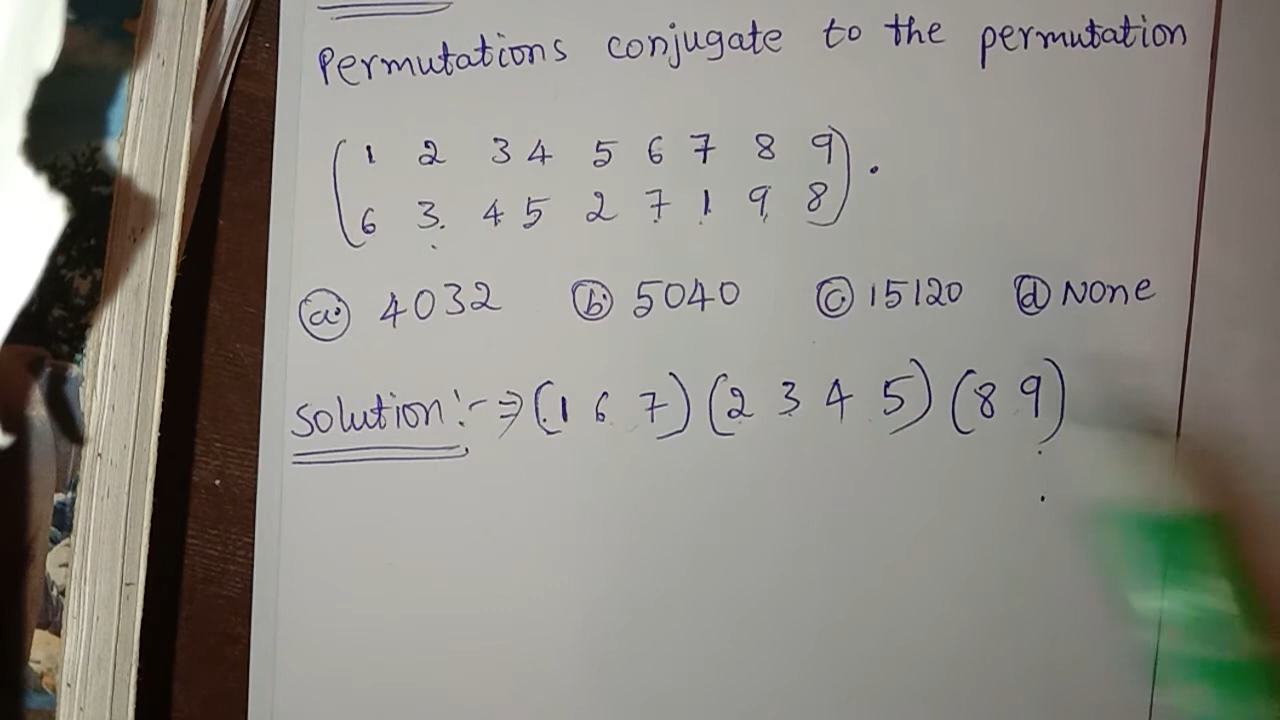 Permutations conjugate to the permutation
( 1 2 3 4 5 6 7 8 9 ) .
( 6 3 4 5 2 7 1 9 8 )
(a) 4032 (b) 5040 (c) 15120 (d) None
Solution :- ⇒ (1 6 7) (2 3 4 5) (8 9)